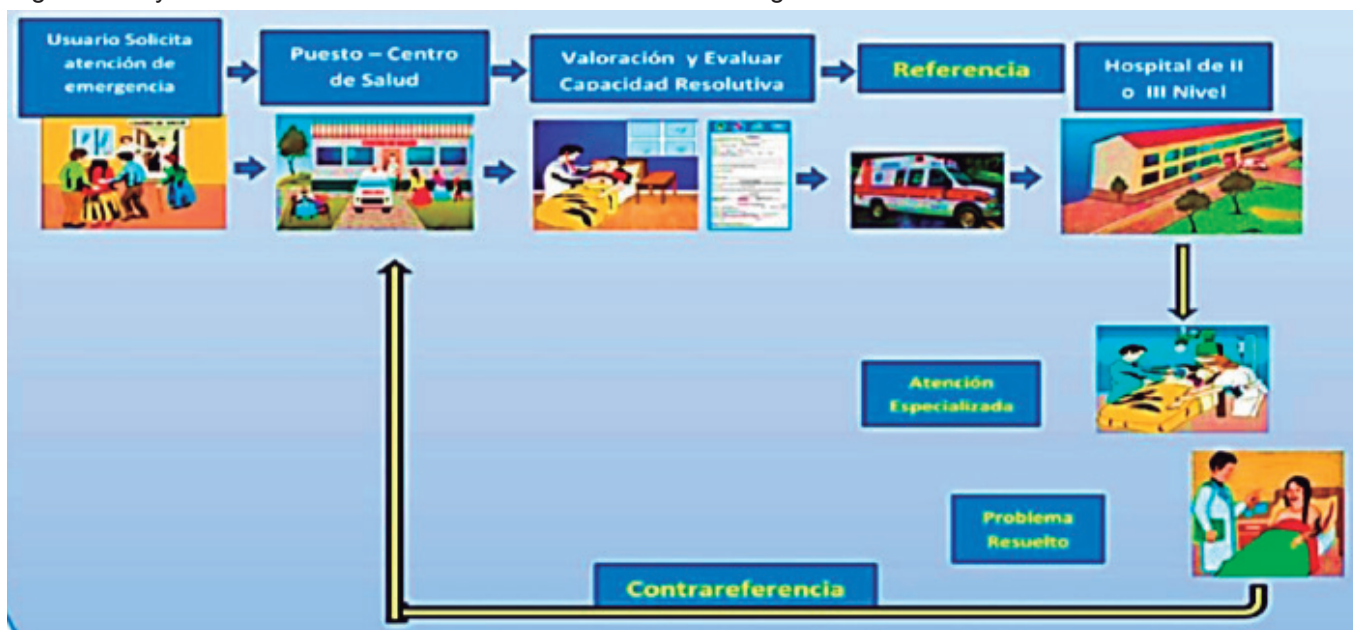 Usuario Solicita
atención de
emergencia
Puesto – Centro
de Salud
Valoración y Evaluar
Capacidad Resolutiva
Referencia
Hospital de II
o III Nivel
Atención
Especializada
Problema
Resuelto
Contrareferencia